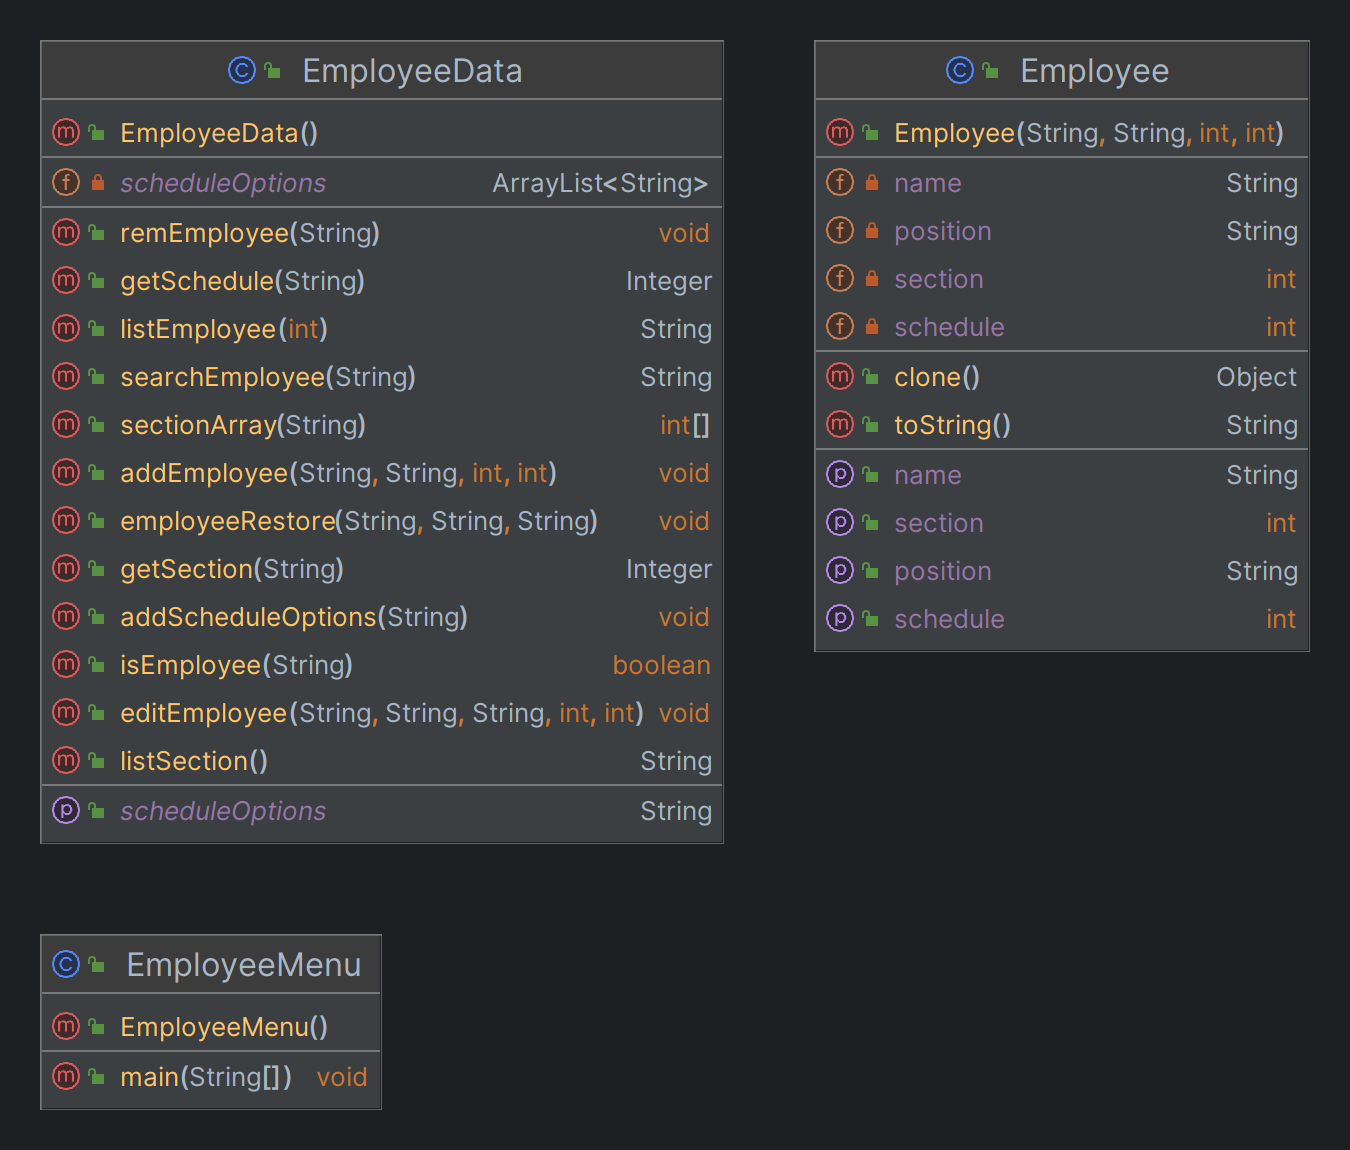 EmployeeData
EmployeeData()
scheduleOptions ArrayList<String>
remEmployee(String) void
getSchedule(String) Integer
listEmployee(int) String
searchEmployee(String) String
sectionArray(String) int[]
addEmployee(String, String, int, int) void
employeeRestore(String, String, String) void
getSection(String) Integer
addScheduleOptions(String) void
isEmployee(String) boolean
editEmployee(String, String, String, int, int) void
listSection() String
scheduleOptions String
Employee
Employee(String, String, int, int)
name String
position String
section int
schedule int
clone() Object
toString() String
name String
section int
position String
schedule int
EmployeeMenu
EmployeeMenu()
main(String[]) void